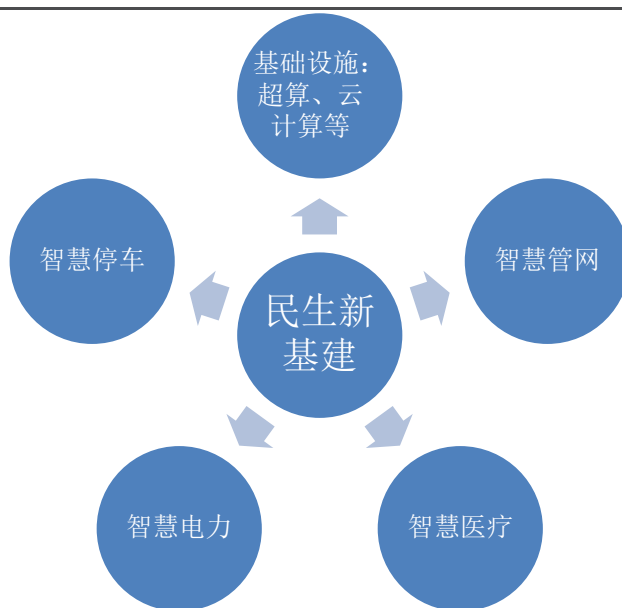 基础设施：
超算、云
计算等
智慧停车
智慧管网
民生新
基建
智慧电力
智慧医疗